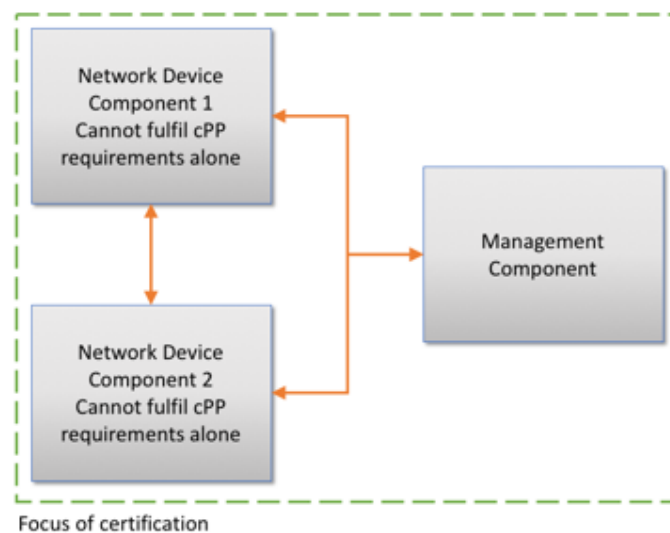 Network Device
Component 1
Cannot fulfil cPP
requirements alone
Management
Component
Network Device
Component 2
Cannot fulfil cPP
requirements alone
Focus of certification